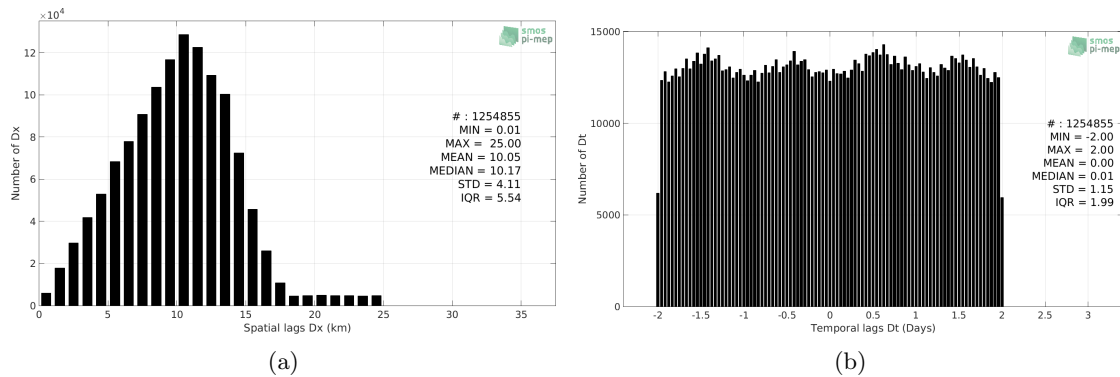 ×10⁴
12
10
8
6
4
2
0
0 5 10 15 20 25 30 35
Number of Dx
Spatial lags Dx (km)
smos
pi-mep
# : 1254855
MIN = 0.01
MAX = 25.00
MEAN = 10.05
MEDIAN = 10.17
STD = 4.11
IQR = 5.54
(a)
15000
10000
5000
0
-2 -1.5 -1 -0.5 0 0.5 1 1.5 2 2.5 3
Number of Dt
Temporal lags Dt (Days)
smos
pi-mep
# : 1254855
MIN = -2.00
MAX = 2.00
MEAN = 0.00
MEDIAN = 0.01
STD = 1.15
IQR = 1.99
(b)